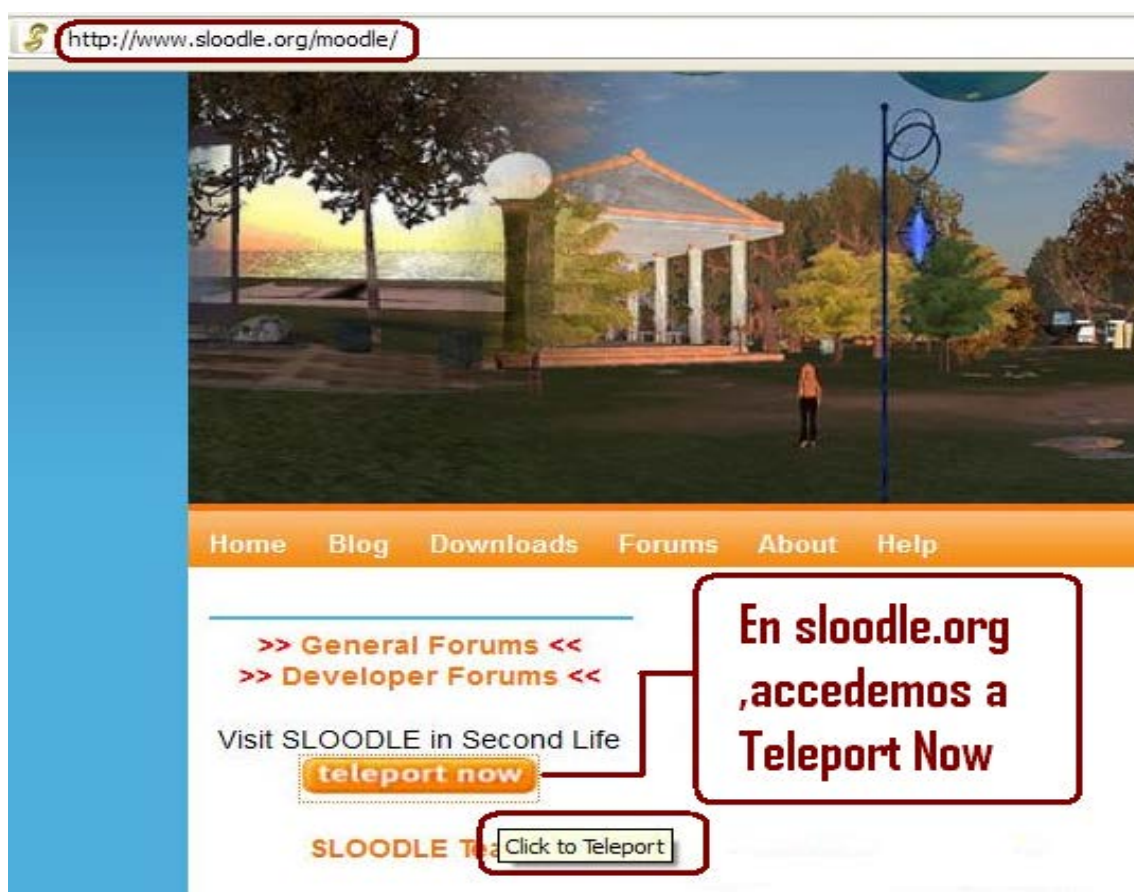 http://www.sloodle.org/moodle/
Home Blog Downloads Forums About Help
>> General Forums <<
>> Developer Forums <<
Visit SLOODLE in Second Life
teleport now
En sloodle.org
,accedemos a
Teleport Now
SLOODLE
Click to Teleport